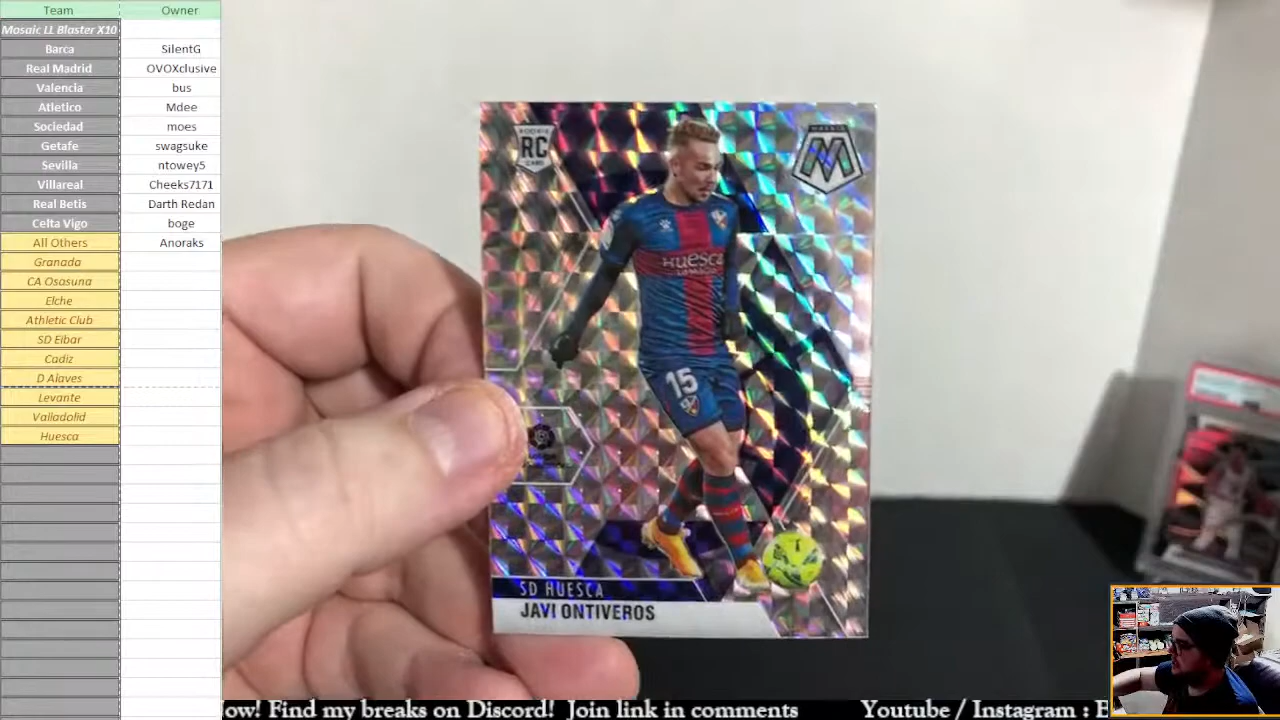 Team Owner
Mosaic LL Blaster X10
Barca SilentG
Real Madrid OVOXclusive
Valencia bus
Atletico Mdee
Sociedad moes
Getafe swagsuke
Sevilla ntowey5
Villareal Cheeks7171
Real Betis Darth Redan
Celta Vigo boge
All Others Anoraks
Granada
CA Osasuna
Elche
Athletic Club
SD Eibar
Cadiz
D Alaves
Levante
Valladolid
Huesca
ROOKIE
RC
CARD
MOSAIC
M
Huesca
LA MAGIA
15
SD HUESCA
JAVI ONTIVEROS
ow! Find my breaks on Discord! Join link in comments Youtube / Instagram : E